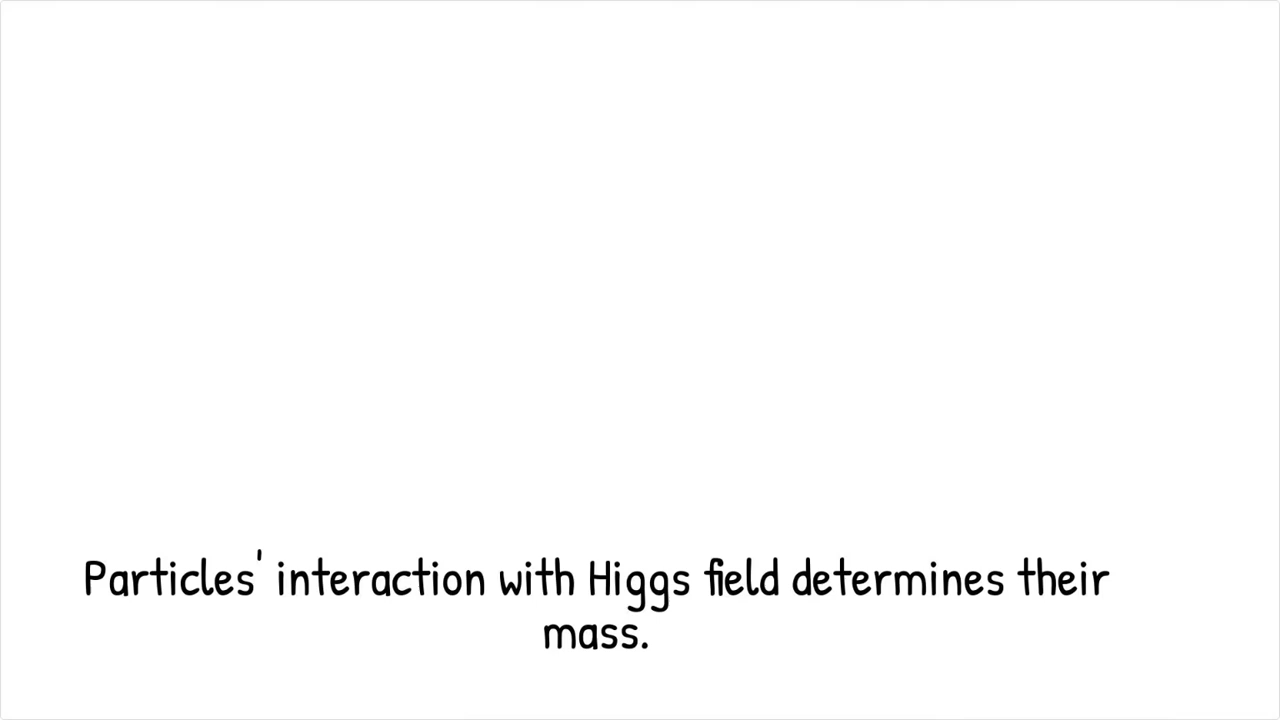 Particles' interaction with Higgs field determines their
mass.